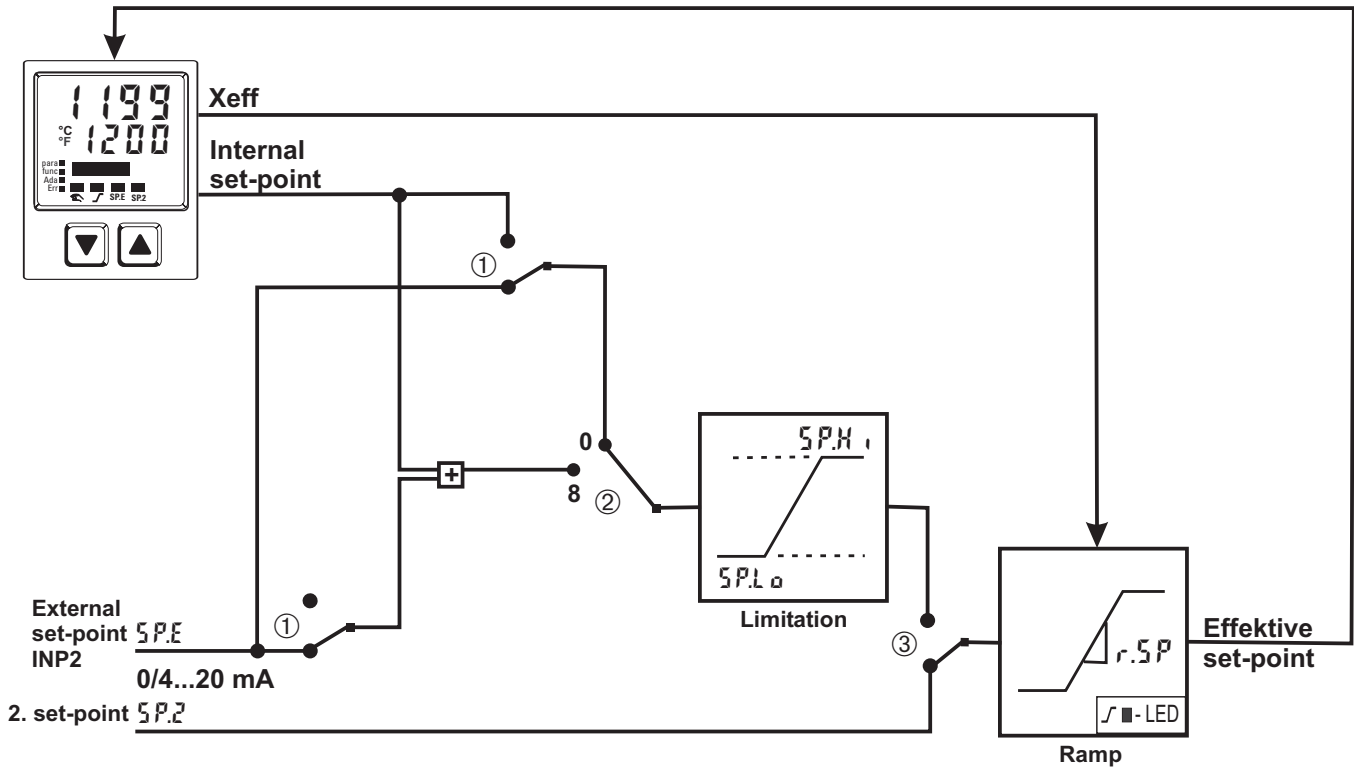 1199
°C
°F
1200
para
func
Ada
Err
SP.E SP.2
Xeff
Internal
set-point
①
0
8
②
SP.Hi
SP.Lo
Limitation
External
set-point SP.E
INP2
①
0/4...20 mA
2. set-point SP.2
③
r.SP
- LED
Ramp
Effektive
set-point